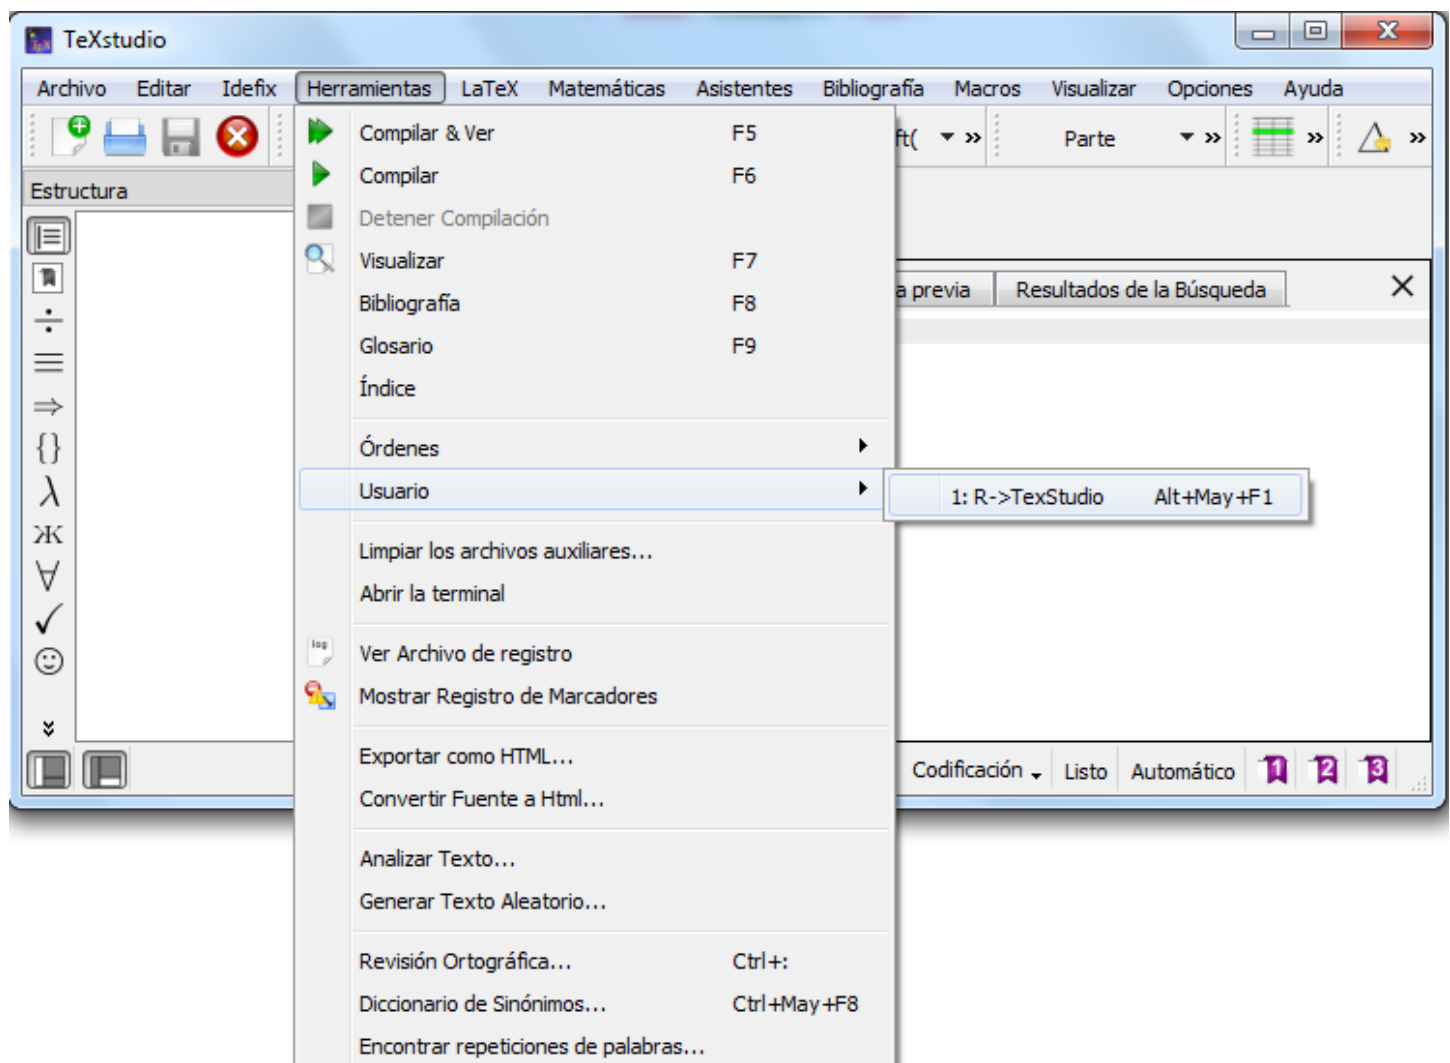 TeXstudio
Archivo Editar Idefix Herramientas LaTeX Matemáticas Asistentes Bibliografía Macros Visualizar Opciones Ayuda
ft( Parte
Estructura
Compilar & Ver F5
Compilar F6
Detener Compilación
Visualizar F7
Bibliografía F8
Glosario F9
Índice
Órdenes
Usuario
1: R->TexStudio Alt+May+F1
Limpiar los archivos auxiliares...
Abrir la terminal
log Ver Archivo de registro
Mostrar Registro de Marcadores
Exportar como HTML...
Convertir Fuente a Html...
Analizar Texto...
Generar Texto Aleatorio...
Revisión Ortográfica... Ctrl+:
Diccionario de Sinónimos... Ctrl+May+F8
Encontrar repeticiones de palabras...
a previa Resultados de la Búsqueda
Codificación Listo Automático 1 2 3